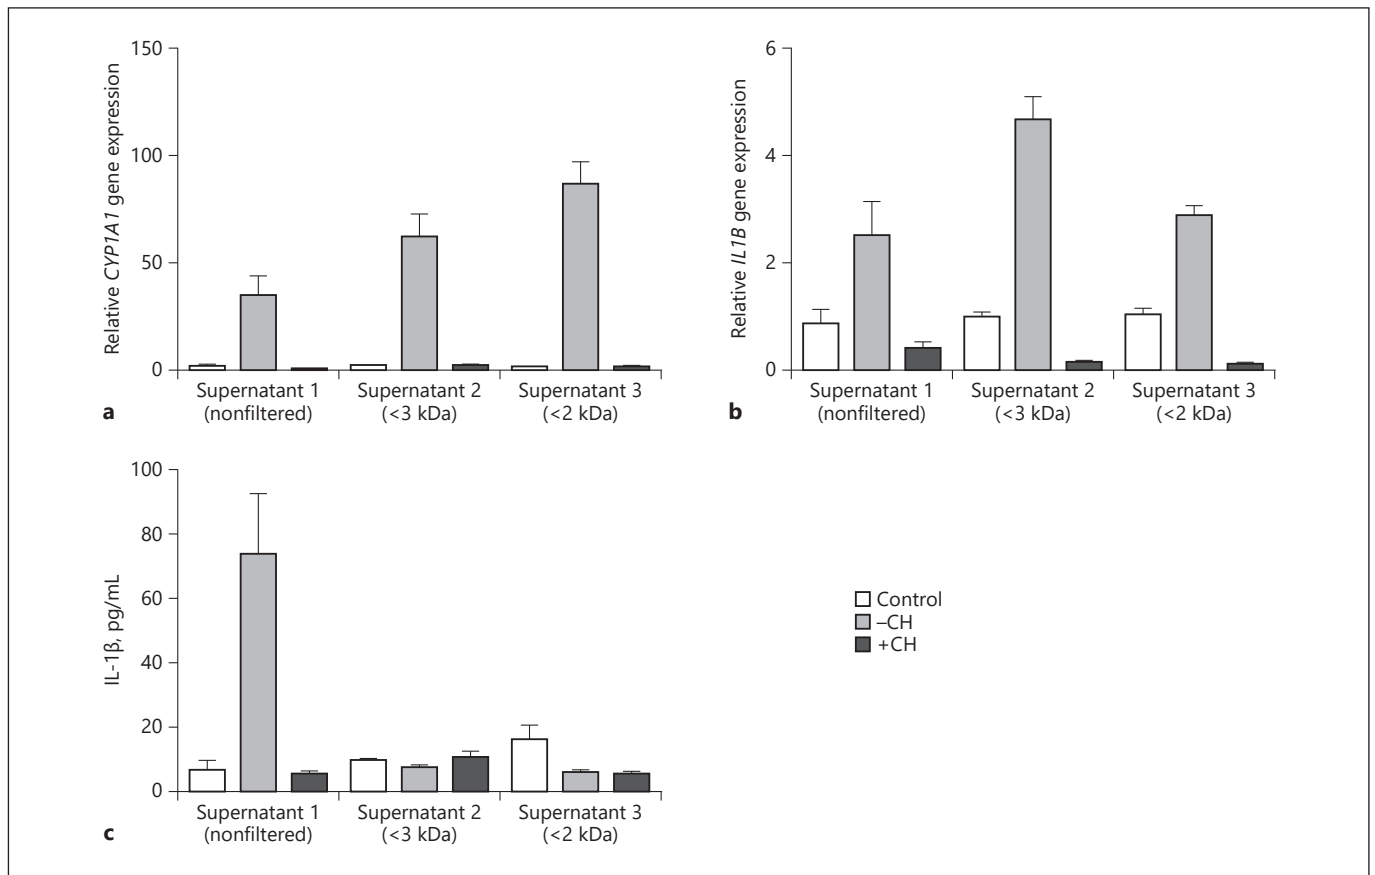 150
100
50
0
Relative CYP1A1 gene expression
Supernatant 1
(nonfiltered)
Supernatant 2
(<3 kDa)
Supernatant 3
(<2 kDa)
a
6
4
2
0
Relative IL1B gene expression
Supernatant 1
(nonfiltered)
Supernatant 2
(<3 kDa)
Supernatant 3
(<2 kDa)
b
100
80
60
40
20
0
IL-1β, pg/mL
Supernatant 1
(nonfiltered)
Supernatant 2
(<3 kDa)
Supernatant 3
(<2 kDa)
c
Control
–CH
+CH